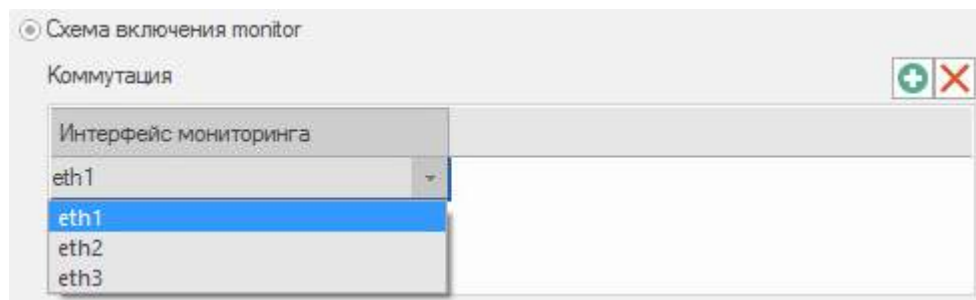 Схема включения monitor
Коммутация
Интерфейс мониторинга
eth1
eth1
eth2
eth3